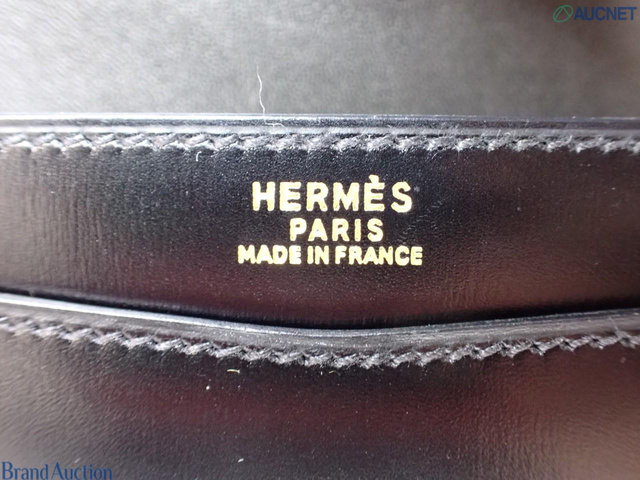 AUCNET
HERMÈS
PARIS
MADE IN FRANCE
Brand Auction